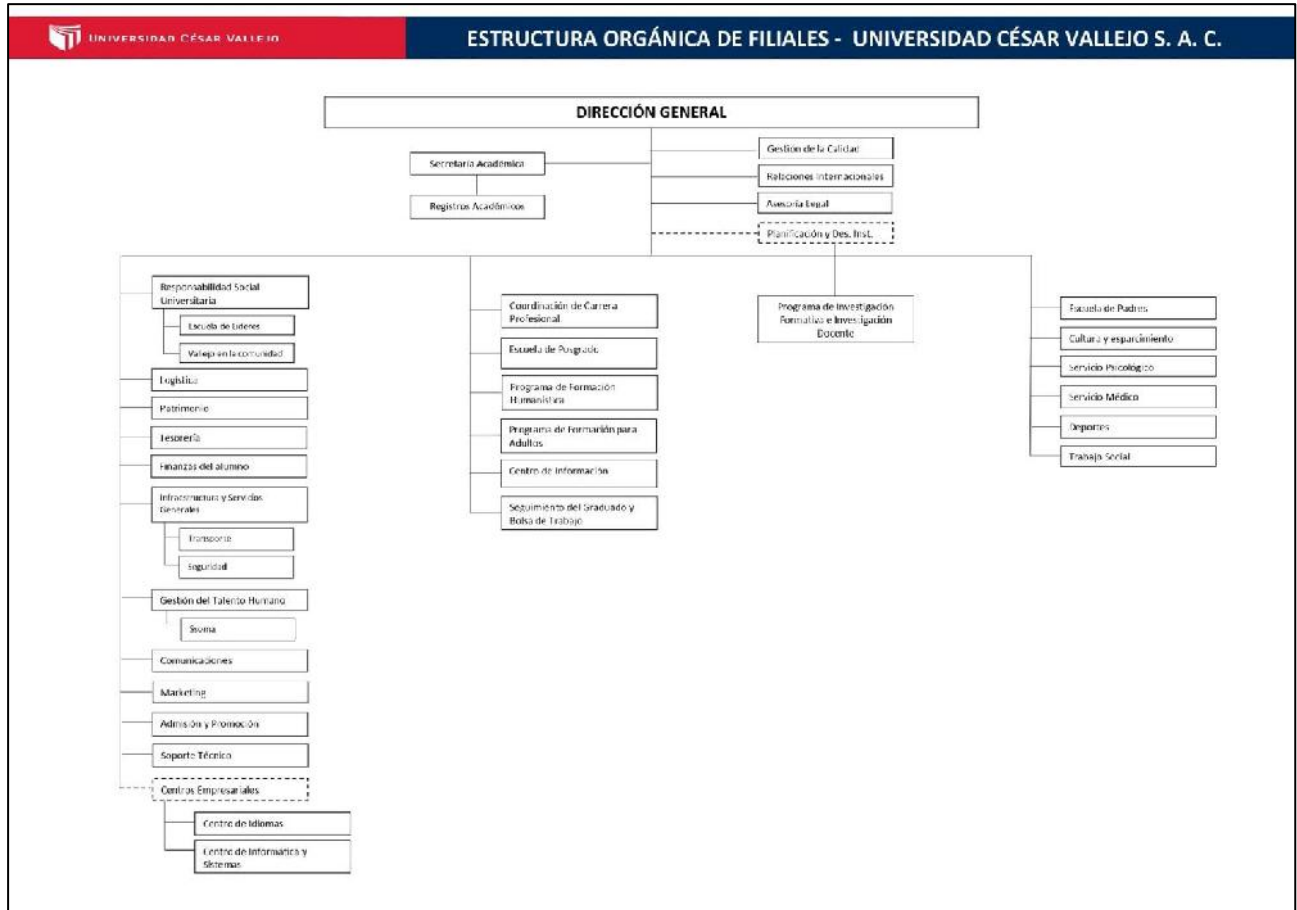 UNIVERSIDAD CÉSAR VALLEJO
ESTRUCTURA ORGÁNICA DE FILIALES - UNIVERSIDAD CÉSAR VALLEJO S. A. C.
DIRECCIÓN GENERAL
Secretaría Académica
Registros Académicos
Gestión de la Calidad
Relaciones Internacionales
Asesoría Legal
Planificación y Des. Inst.
Responsabilidad Social
Universitaria
Escuela de Líderes
Vallejo en la comunidad
Logística
Patrimonio
Tesorería
Finanzas del alumno
Infraestructura y Servicios
Generales
Transporte
Seguridad
Gestión del Talento Humano
Ssoma
Comunicaciones
Marketing
Admisión y Promoción
Soporte Técnico
Centros Empresariales
Centro de Idiomas
Centro de Informática y
Sistemas
Coordinación de Carrera
Profesional
Escuela de Posgrado
Programa de Formación
Humanística
Programa de Formación para
Adultos
Centro de Información
Seguimiento del Graduado y
Bolsa de Trabajo
Programa de Investigación
Formativa e Investigación
Docente
Escuela de Padres
Cultura y esparcimiento
Servicio Psicológico
Servicio Médico
Deportes
Trabajo Social